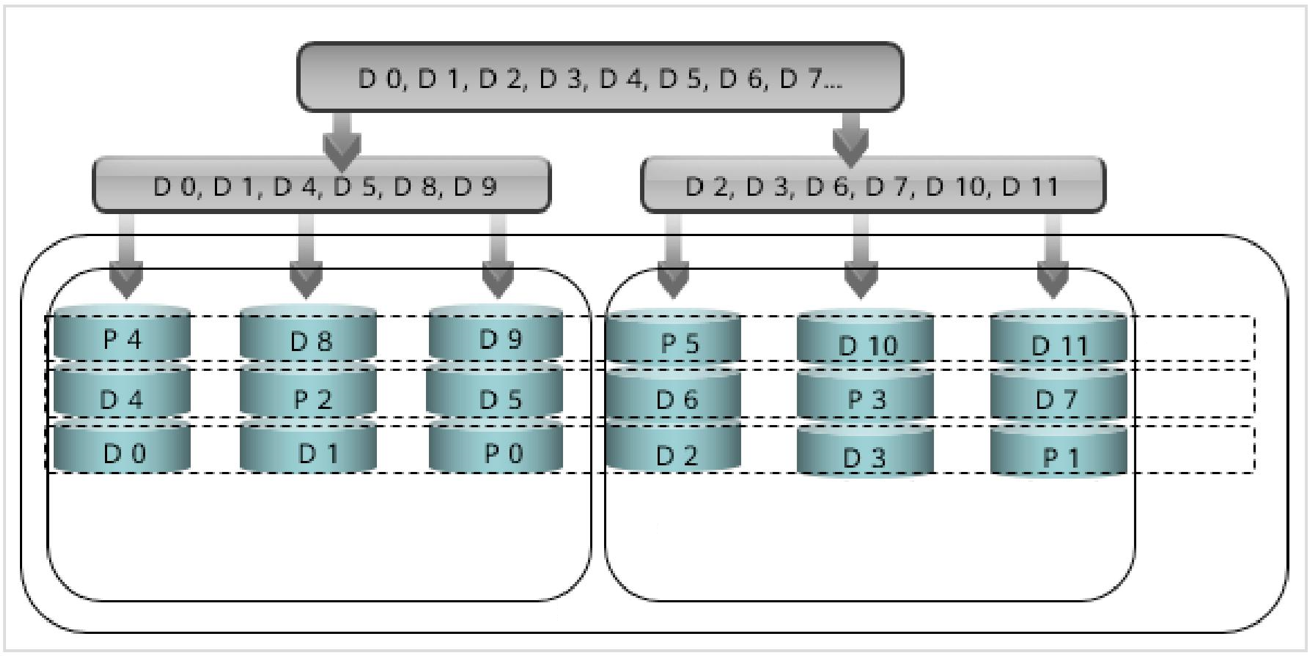 D 0, D 1, D 2, D 3, D 4, D 5, D 6, D 7...
D 0, D 1, D 4, D 5, D 8, D 9
D 2, D 3, D 6, D 7, D 10, D 11
P 4 D 8 D 9 P 5 D 10 D 11
D 4 P 2 D 5 D 6 P 3 D 7
D 0 D 1 P 0 D 2 D 3 P 1